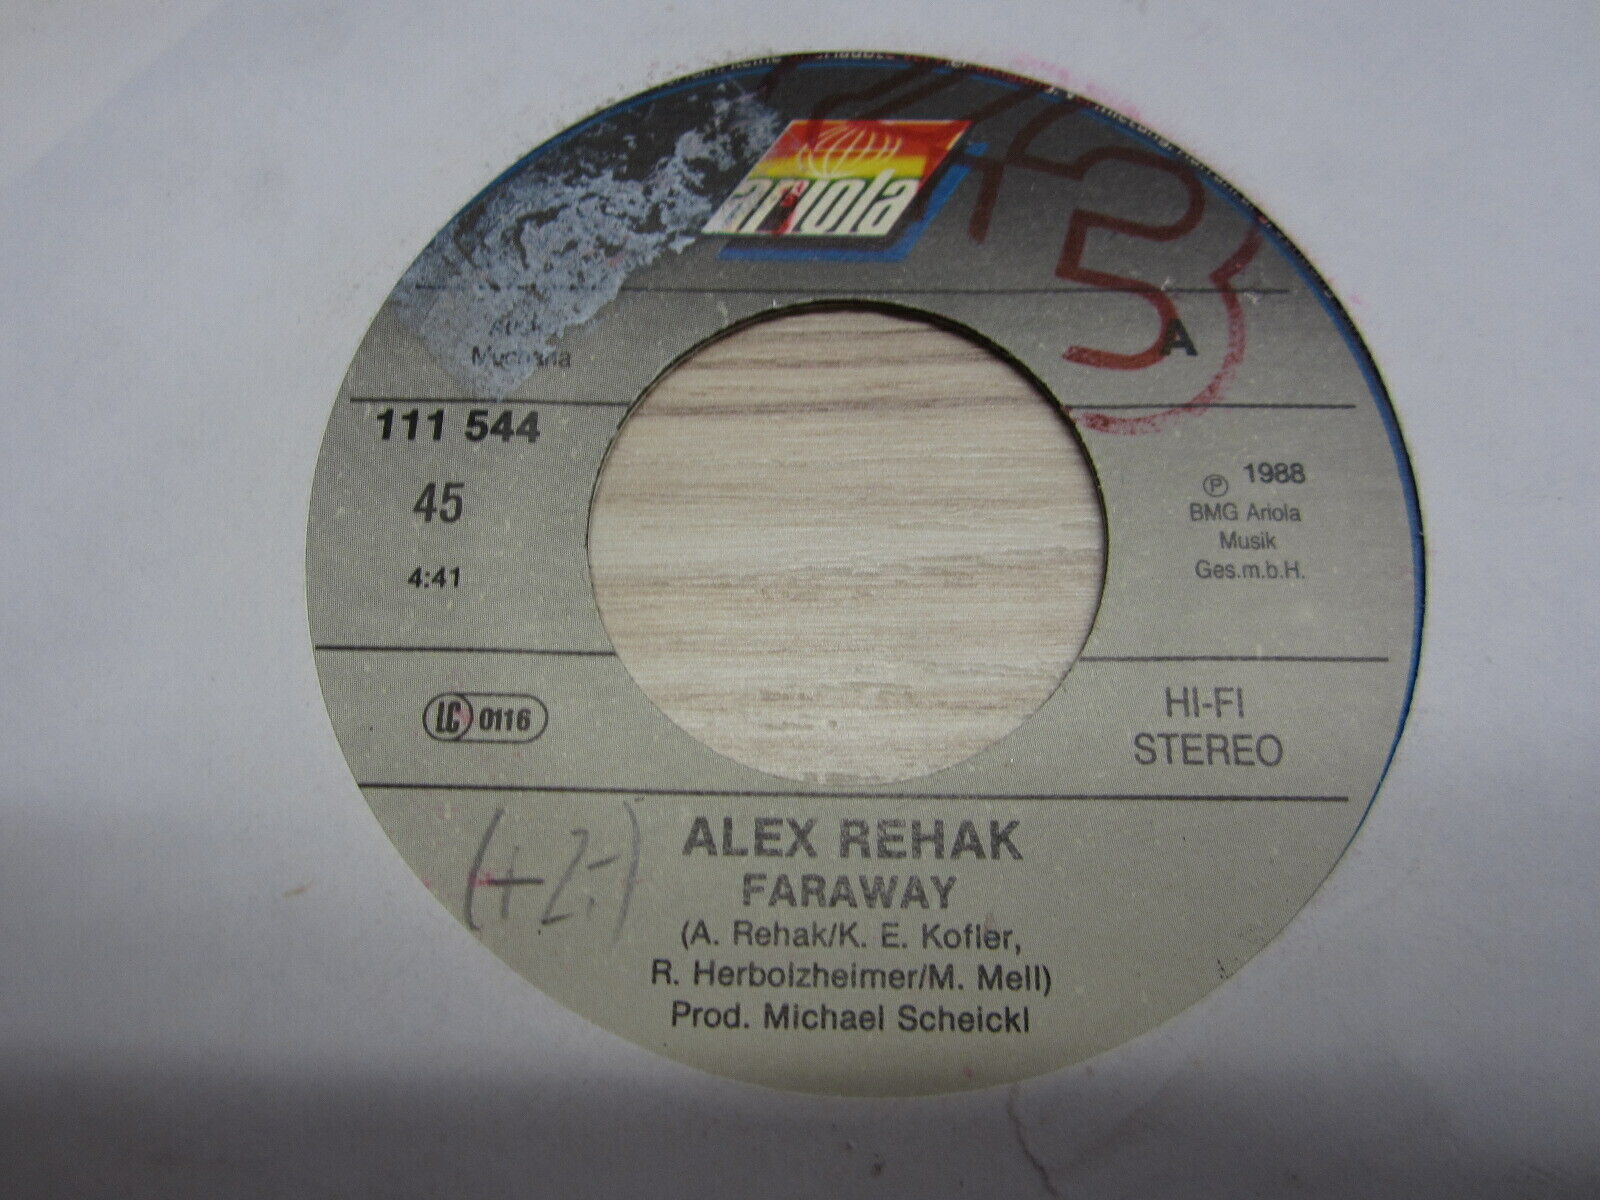 ariola
A
111 544
45
4:41
℗ 1988
BMG Ariola
Musik
Ges.m.b.H.
LC 0116
HI-FI
STEREO
(+2,-)
ALEX REHAK
FARAWAY
(A. Rehak/K. E. Kofler,
R. Herbolzheimer/M. Mell)
Prod. Michael Scheickl